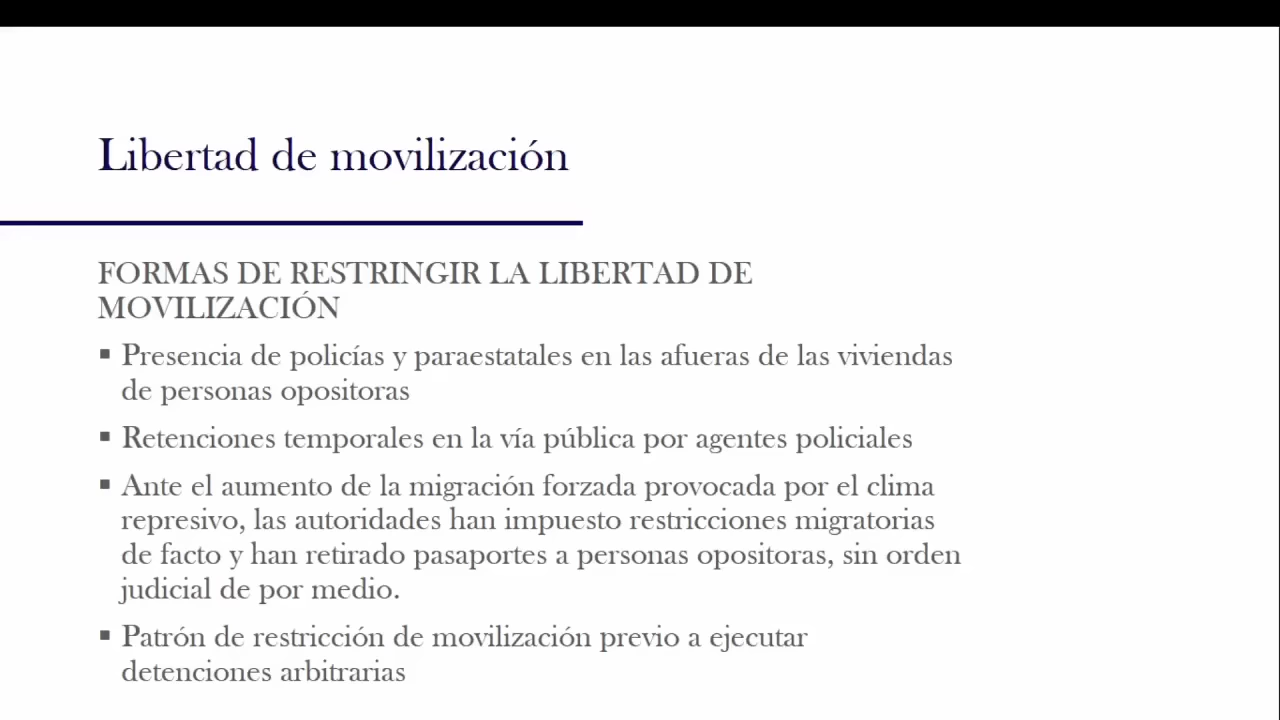 Libertad de movilización
FORMAS DE RESTRINGIR LA LIBERTAD DE
MOVILIZACIÓN
▪ Presencia de policías y paraestatales en las afueras de las viviendas
de personas opositoras
▪ Retenciones temporales en la vía pública por agentes policiales
▪ Ante el aumento de la migración forzada provocada por el clima
represivo, las autoridades han impuesto restricciones migratorias
de facto y han retirado pasaportes a personas opositoras, sin orden
judicial de por medio.
▪ Patrón de restricción de movilización previo a ejecutar
detenciones arbitrarias